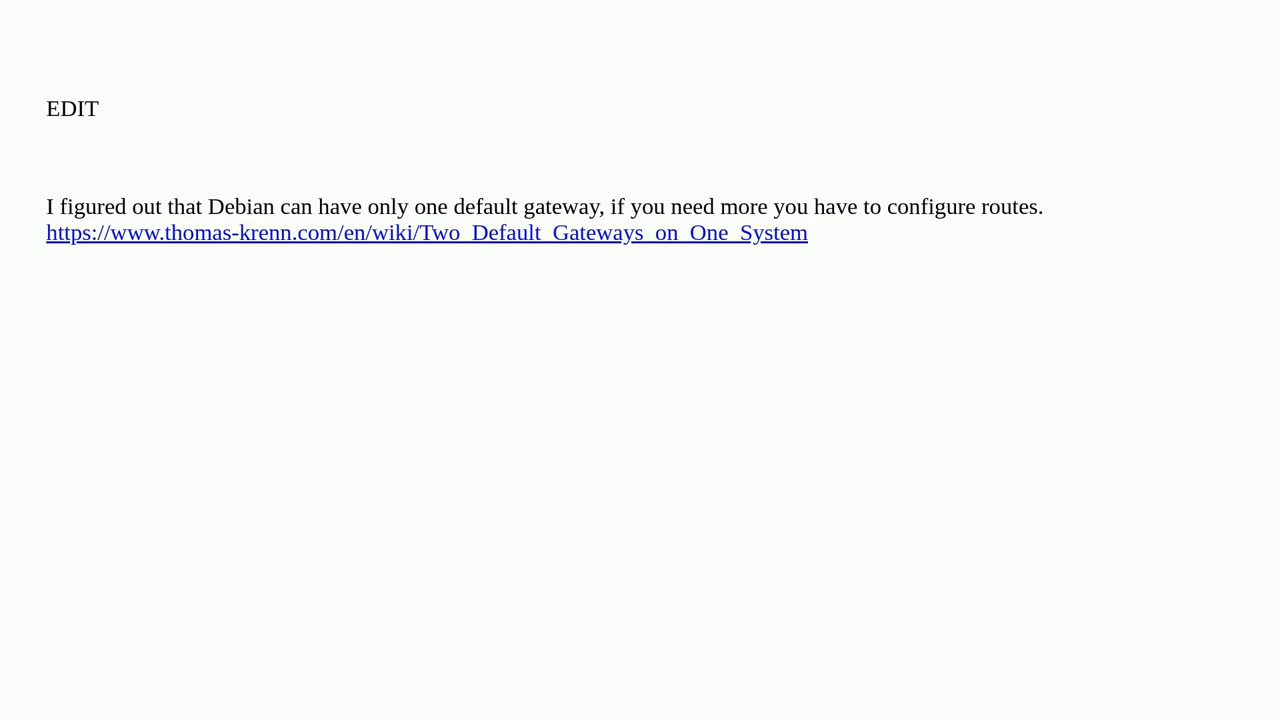 EDIT
I figured out that Debian can have only one default gateway, if you need more you have to configure routes.
https://www.thomas-krenn.com/en/wiki/Two_Default_Gateways_on_One_System